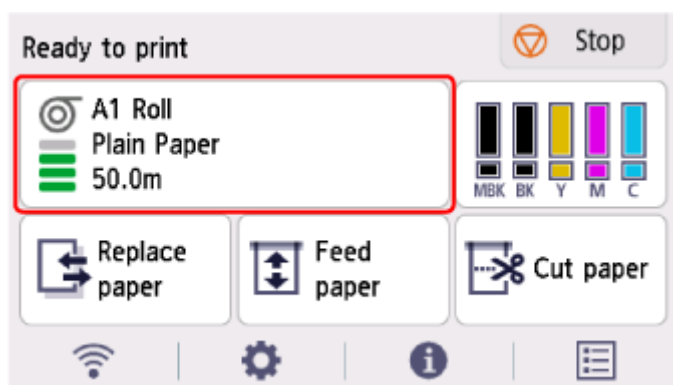 Ready to print
Stop
A1 Roll
Plain Paper
50.0m
MBK BK Y M C
Replace
paper
Feed
paper
Cut paper